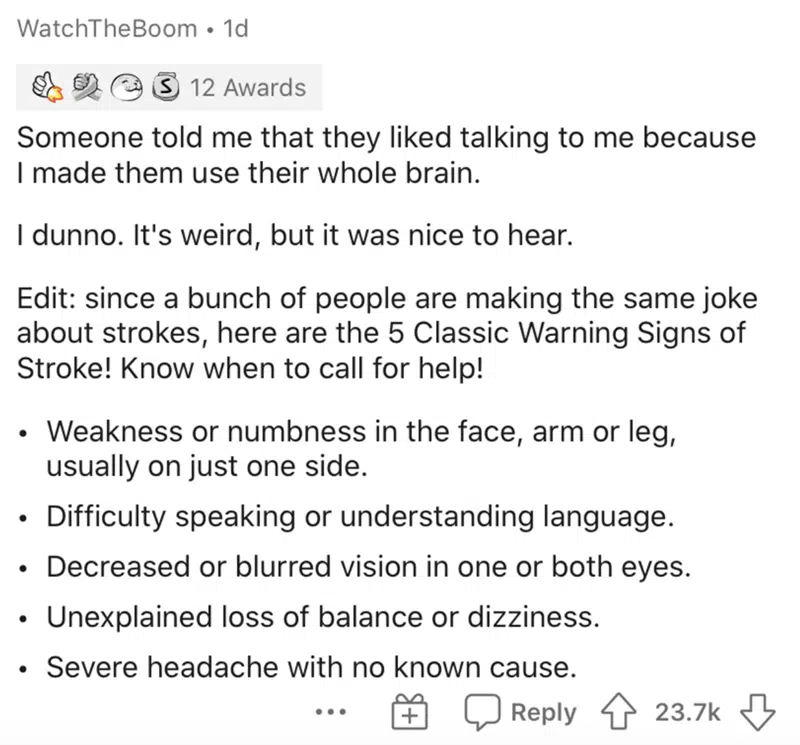 WatchTheBoom • 1d
12 Awards
Someone told me that they liked talking to me because
I made them use their whole brain.
I dunno. It's weird, but it was nice to hear.
Edit: since a bunch of people are making the same joke
about strokes, here are the 5 Classic Warning Signs of
Stroke! Know when to call for help!
• Weakness or numbness in the face, arm or leg,
usually on just one side.
• Difficulty speaking or understanding language.
• Decreased or blurred vision in one or both eyes.
• Unexplained loss of balance or dizziness.
• Severe headache with no known cause.
Reply 23.7k